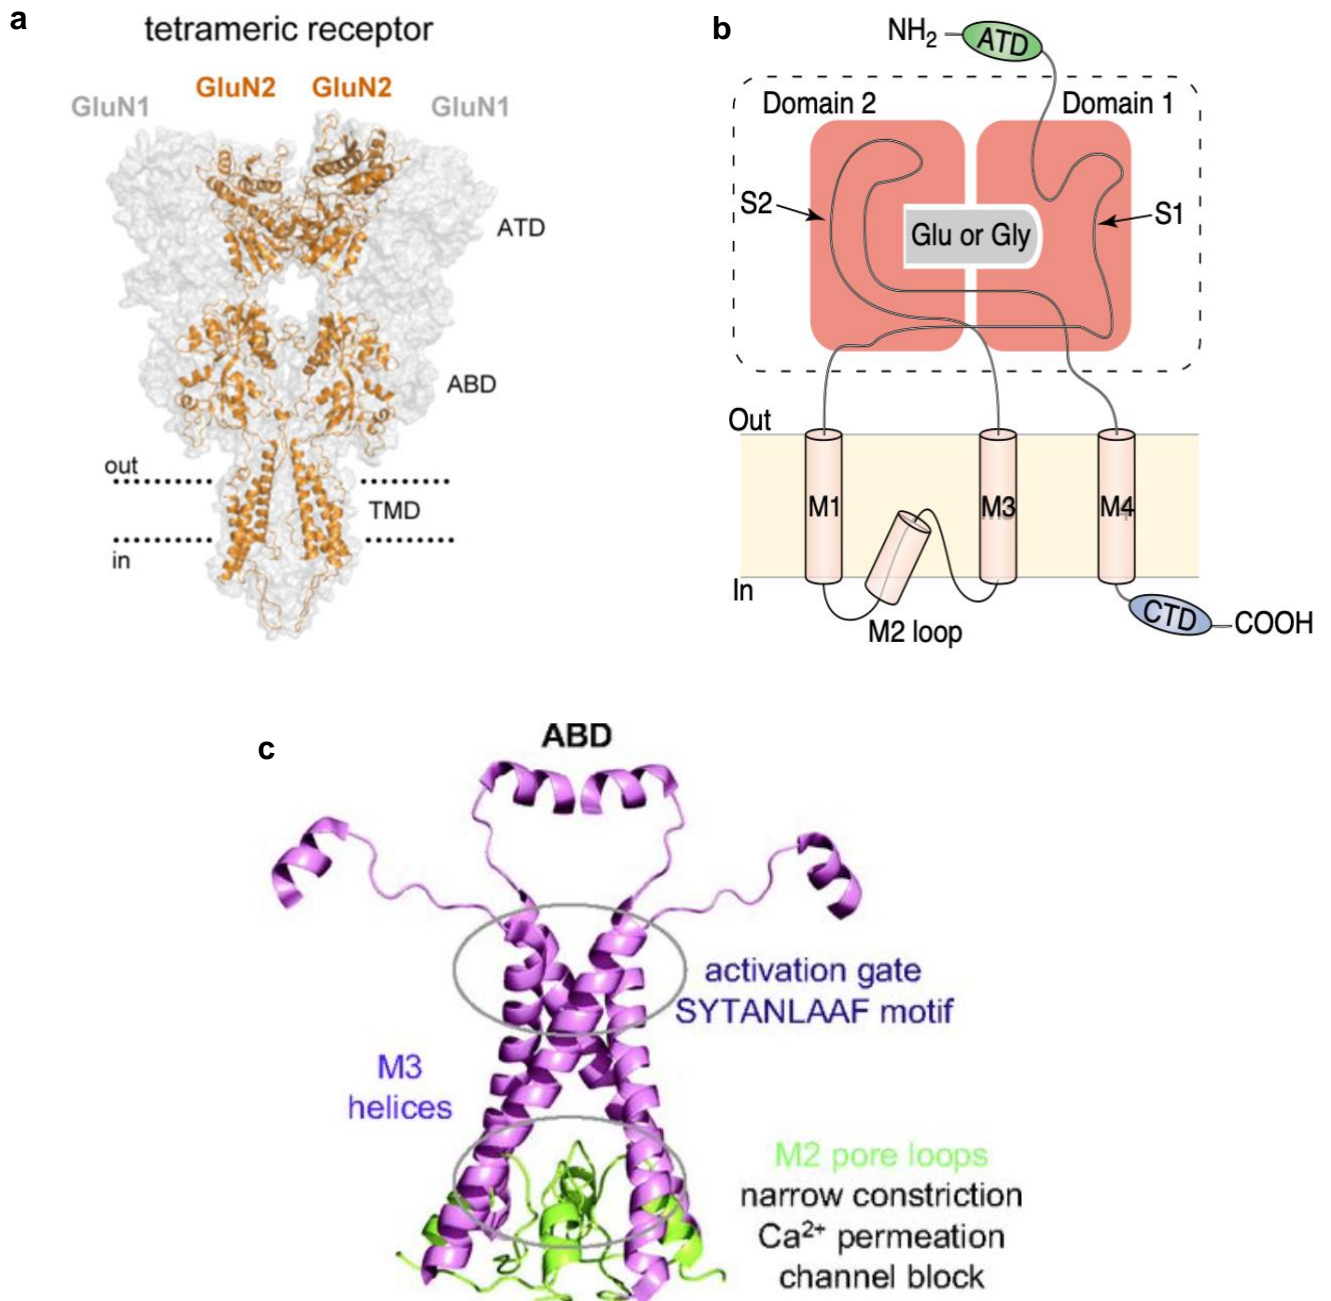 a
tetrameric receptor
GluN1
GluN2
GluN2
GluN1
ATD
ABD
out
TMD
in
b
NH2
ATD
Domain 2
Domain 1
S2
Glu or Gly
S1
Out
M1
M3
M4
In
M2 loop
CTD
COOH
c
ABD
activation gate
SYTANLAAF motif
M3
helices
M2 pore loops
narrow constriction
Ca2+ permeation
channel block